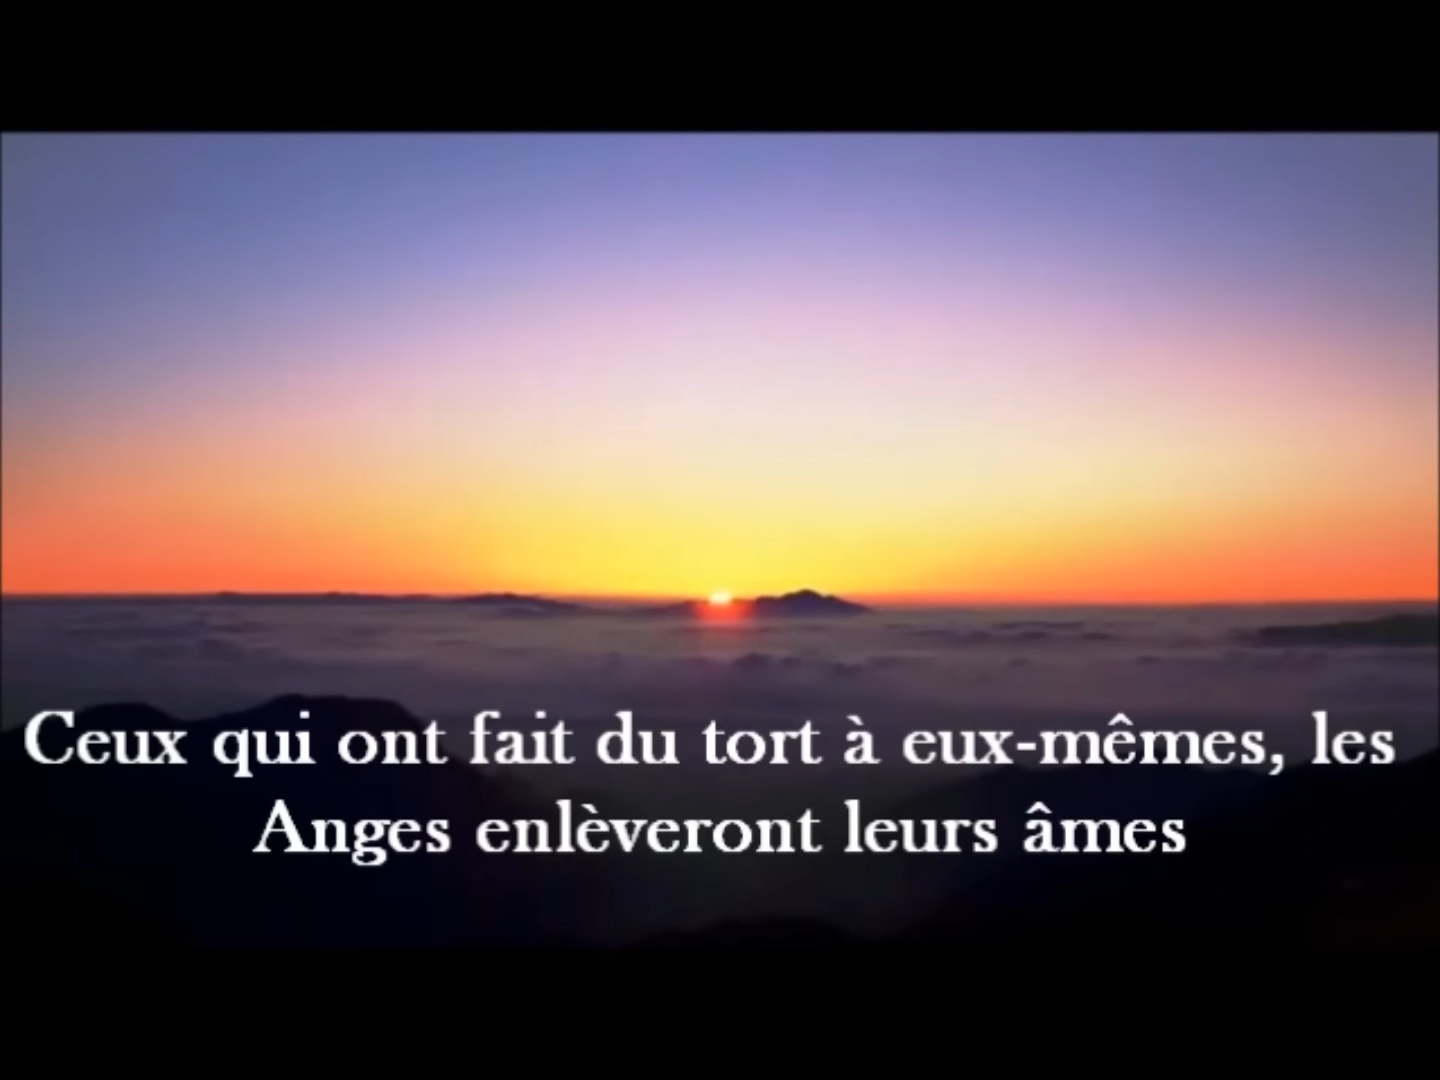 Ceux qui ont fait du tort à eux-mêmes, les
Anges enlèveront leurs âmes